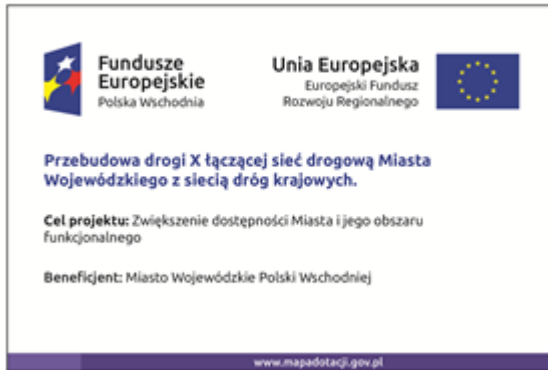 Fundusze
Europejskie
Polska Wschodnia
Unia Europejska
Europejski Fundusz
Rozwoju Regionalnego
Przebudowa drogi X łączącej sieć drogową Miasta
Wojewódzkiego z siecią dróg krajowych.
Cel projektu: Zwiększenie dostępności Miasta i jego obszaru
funkcjonalnego
Beneficjent: Miasto Wojewódzkie Polski Wschodniej
www.mapadotacji.gov.pl